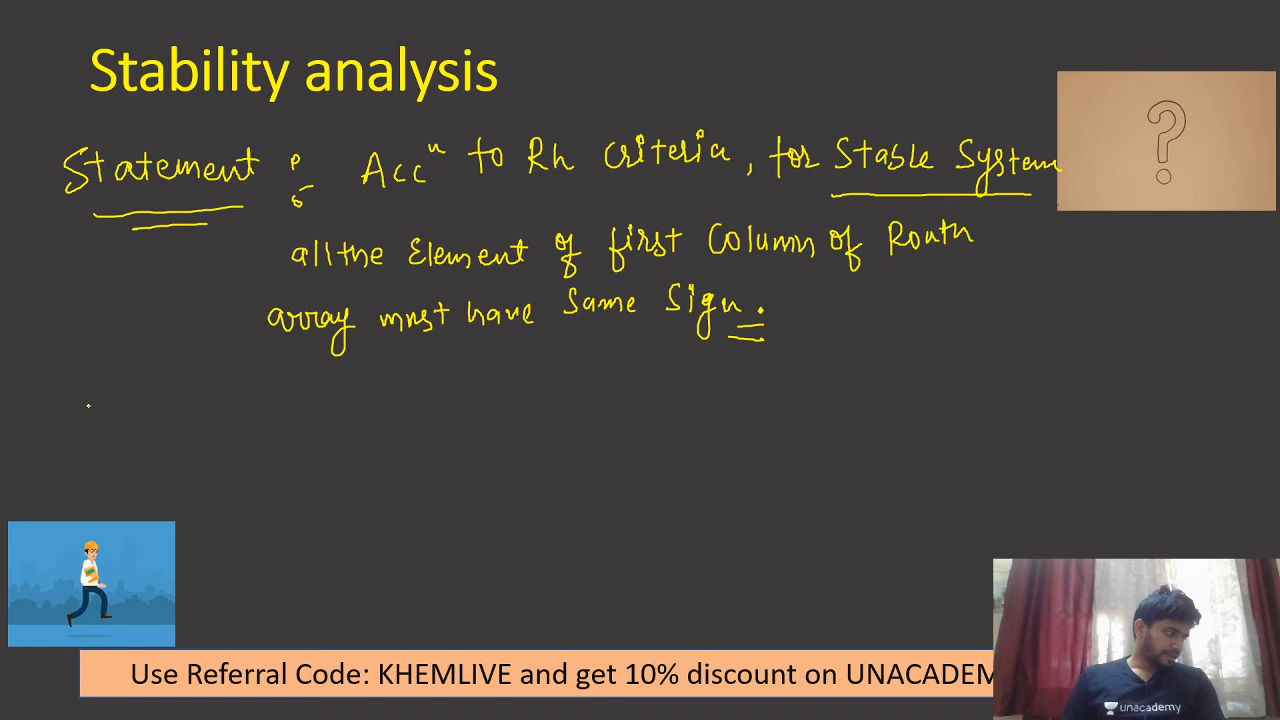 Stability analysis
Statement : Accⁿ to Rh criteria, for Stable System
all the Element of first Column of Routh
array must have Same Sign.
?
Use Referral Code: KHEMLIVE and get 10% discount on UNACADEM
unacademy